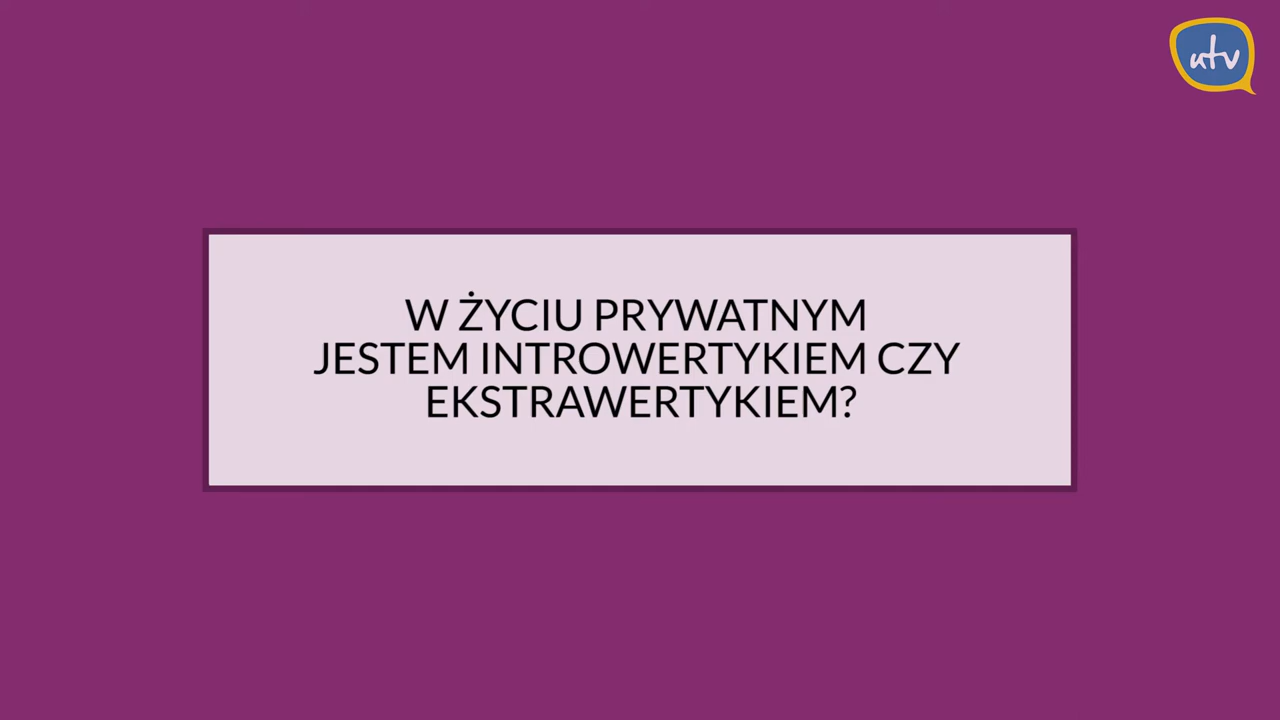 utv
W ŻYCIU PRYWATNYM
JESTEM INTROWERTYKIEM CZY
EKSTRAWERTYKIEM?